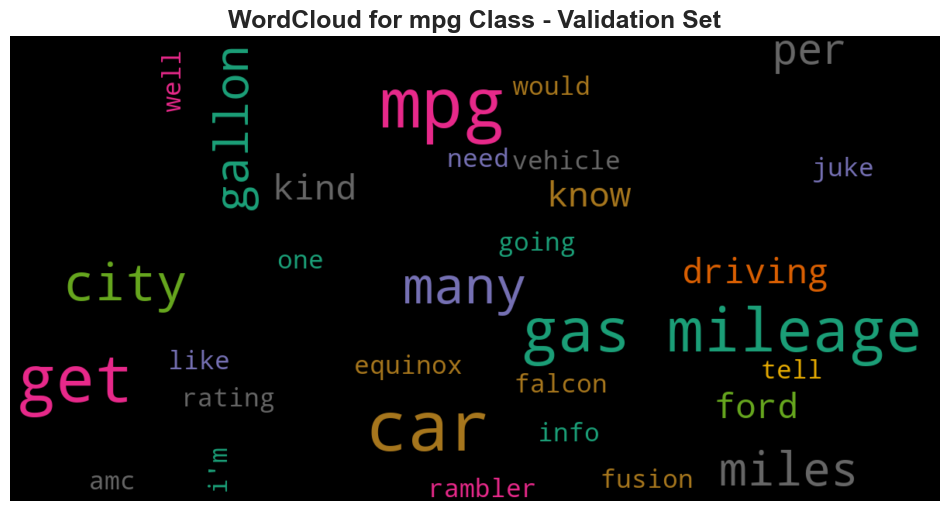 WordCloud for mpg Class - Validation Set
per
well
gallon
mpg
would
need
vehicle
juke
kind
know
going
one
city
many
driving
gas mileage
like
get
equinox
tell
falcon
rating
ford
car
info
i'm
miles
amc
rambler
fusion